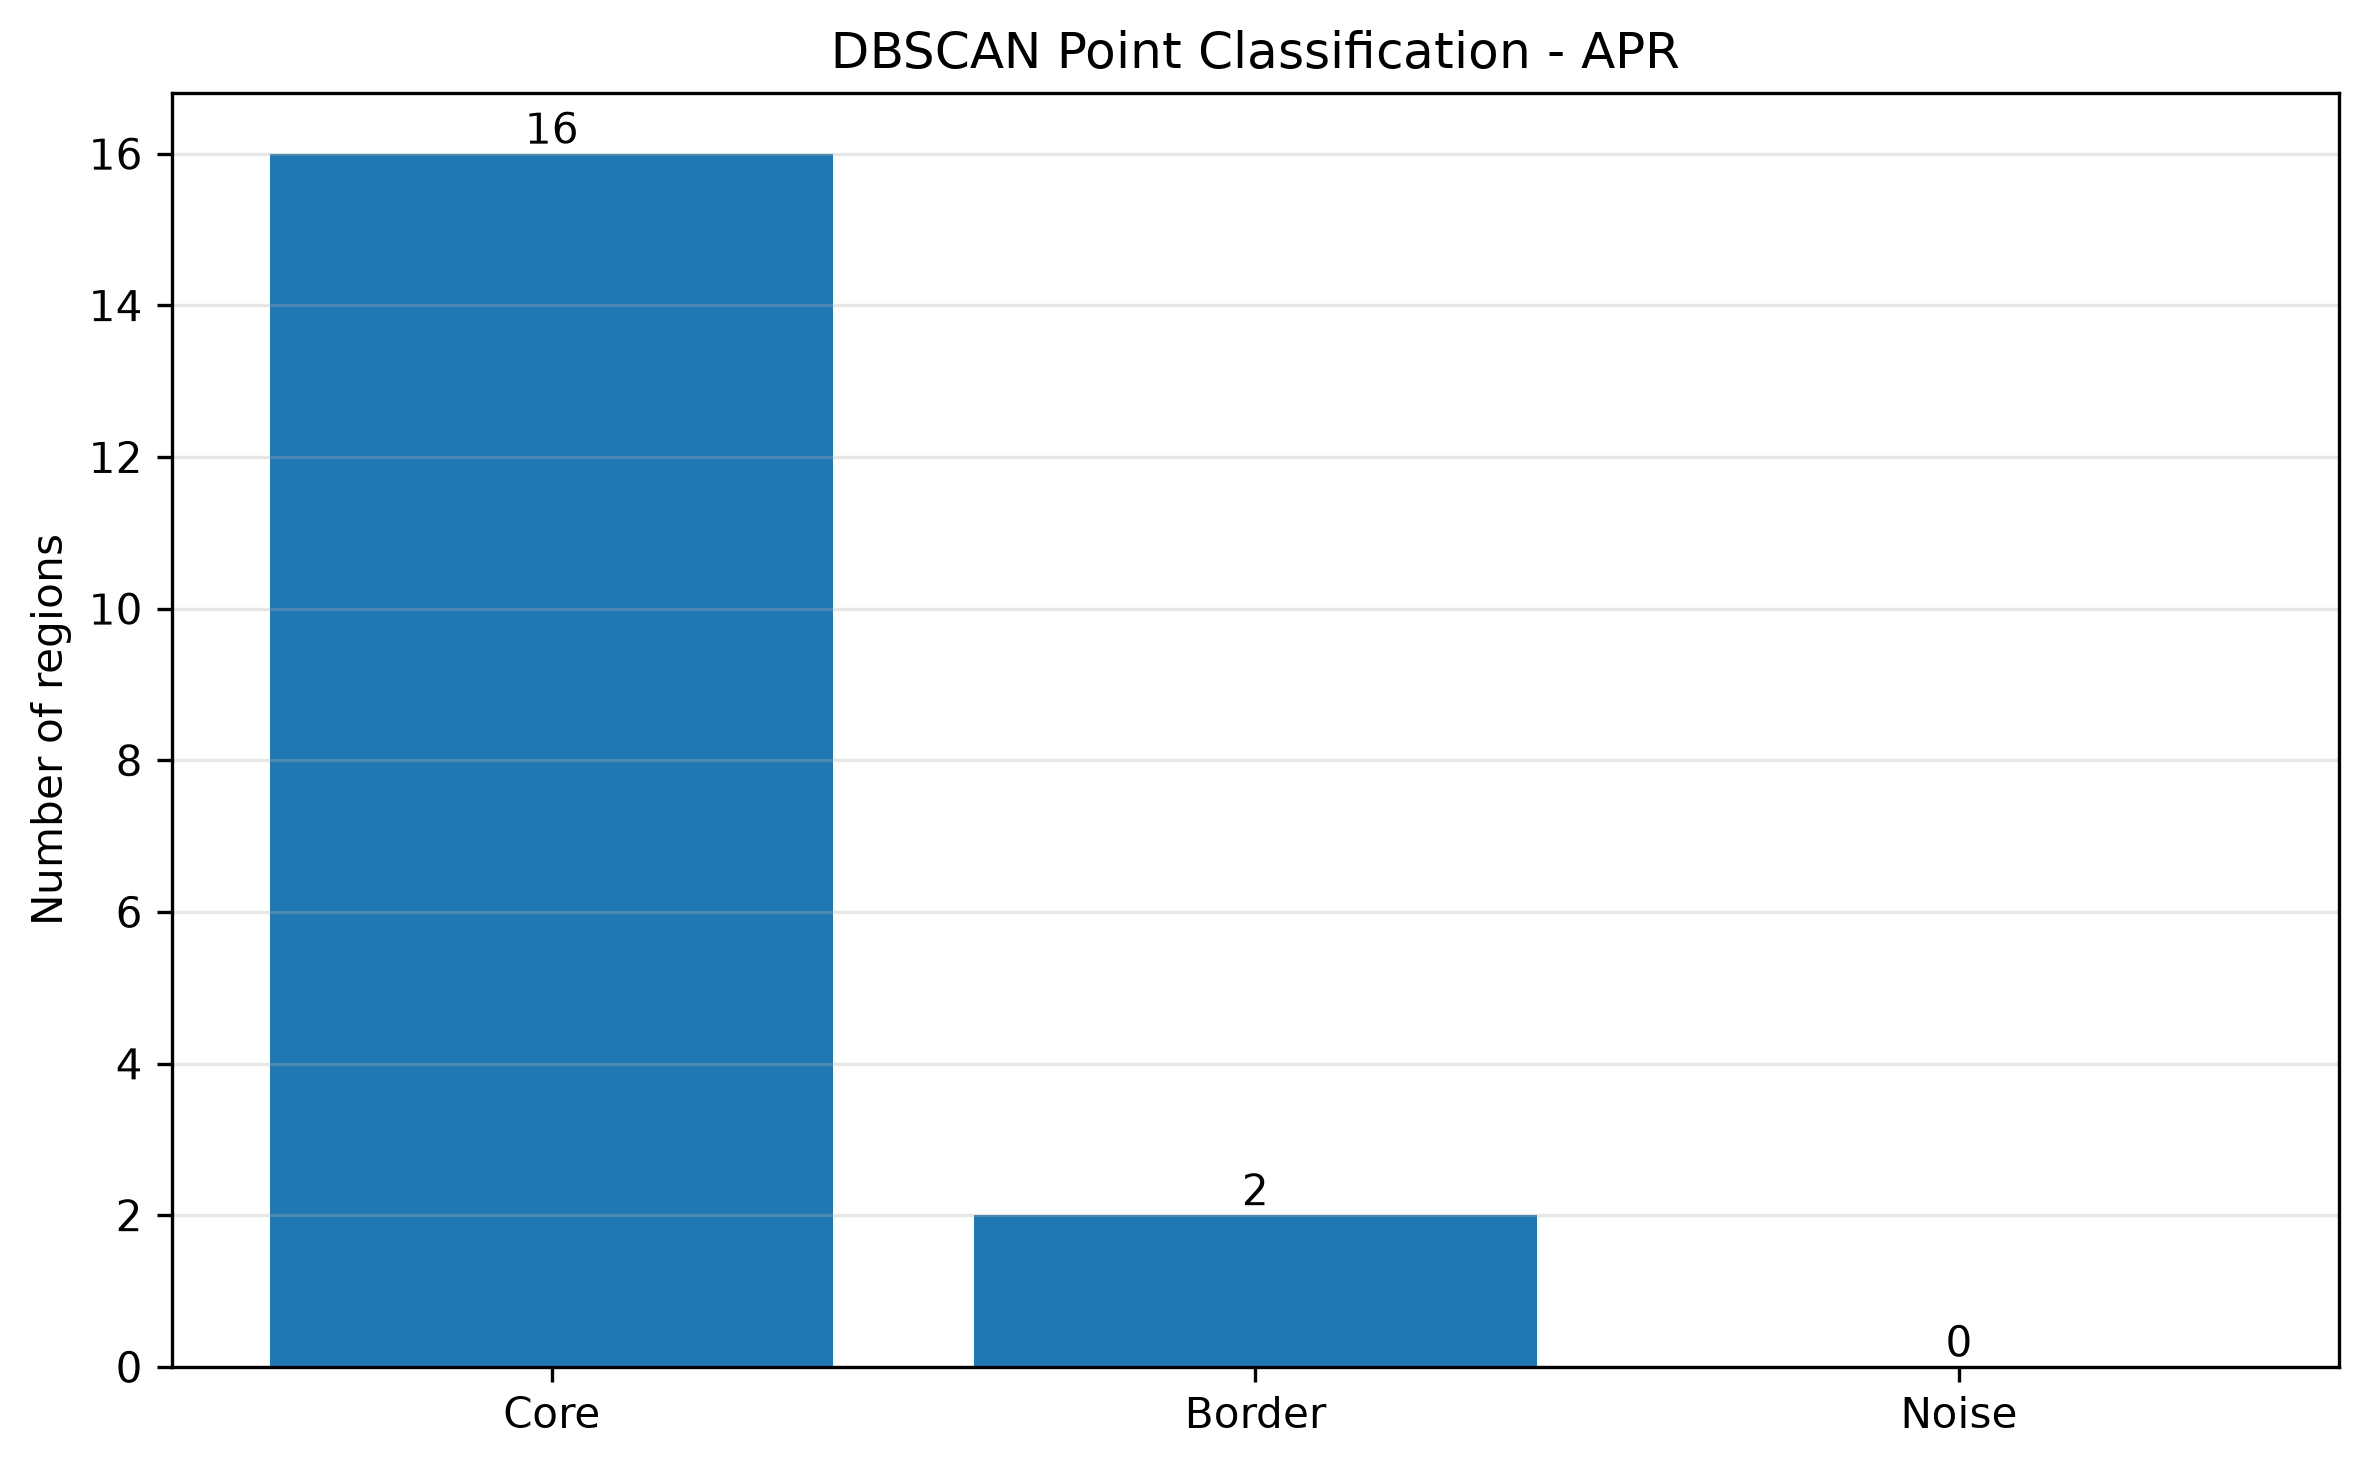 DBSCAN Point Classification - APR
16
16
14
12
10
8
6
4
2
0
Number of regions
2
0
Core
Border
Noise